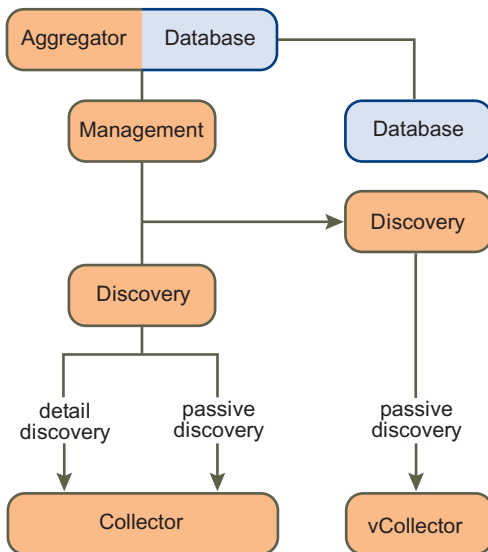 Aggregator
Database
Management
Database
Discovery
Discovery
detail
discovery
passive
discovery
passive
discovery
Collector
vCollector